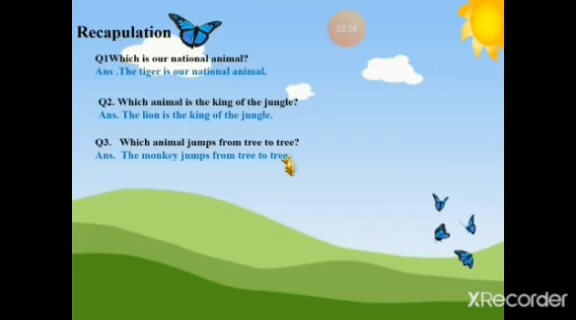 Recapulation
Q1Which is our national animal?
Ans .The tiger is our national animal.
Q2. Which animal is the king of the jungle?
Ans. The lion is the king of the jungle.
Q3. Which animal jumps from tree to tree?
Ans. The monkey jumps from tree to tree.
XRecorder